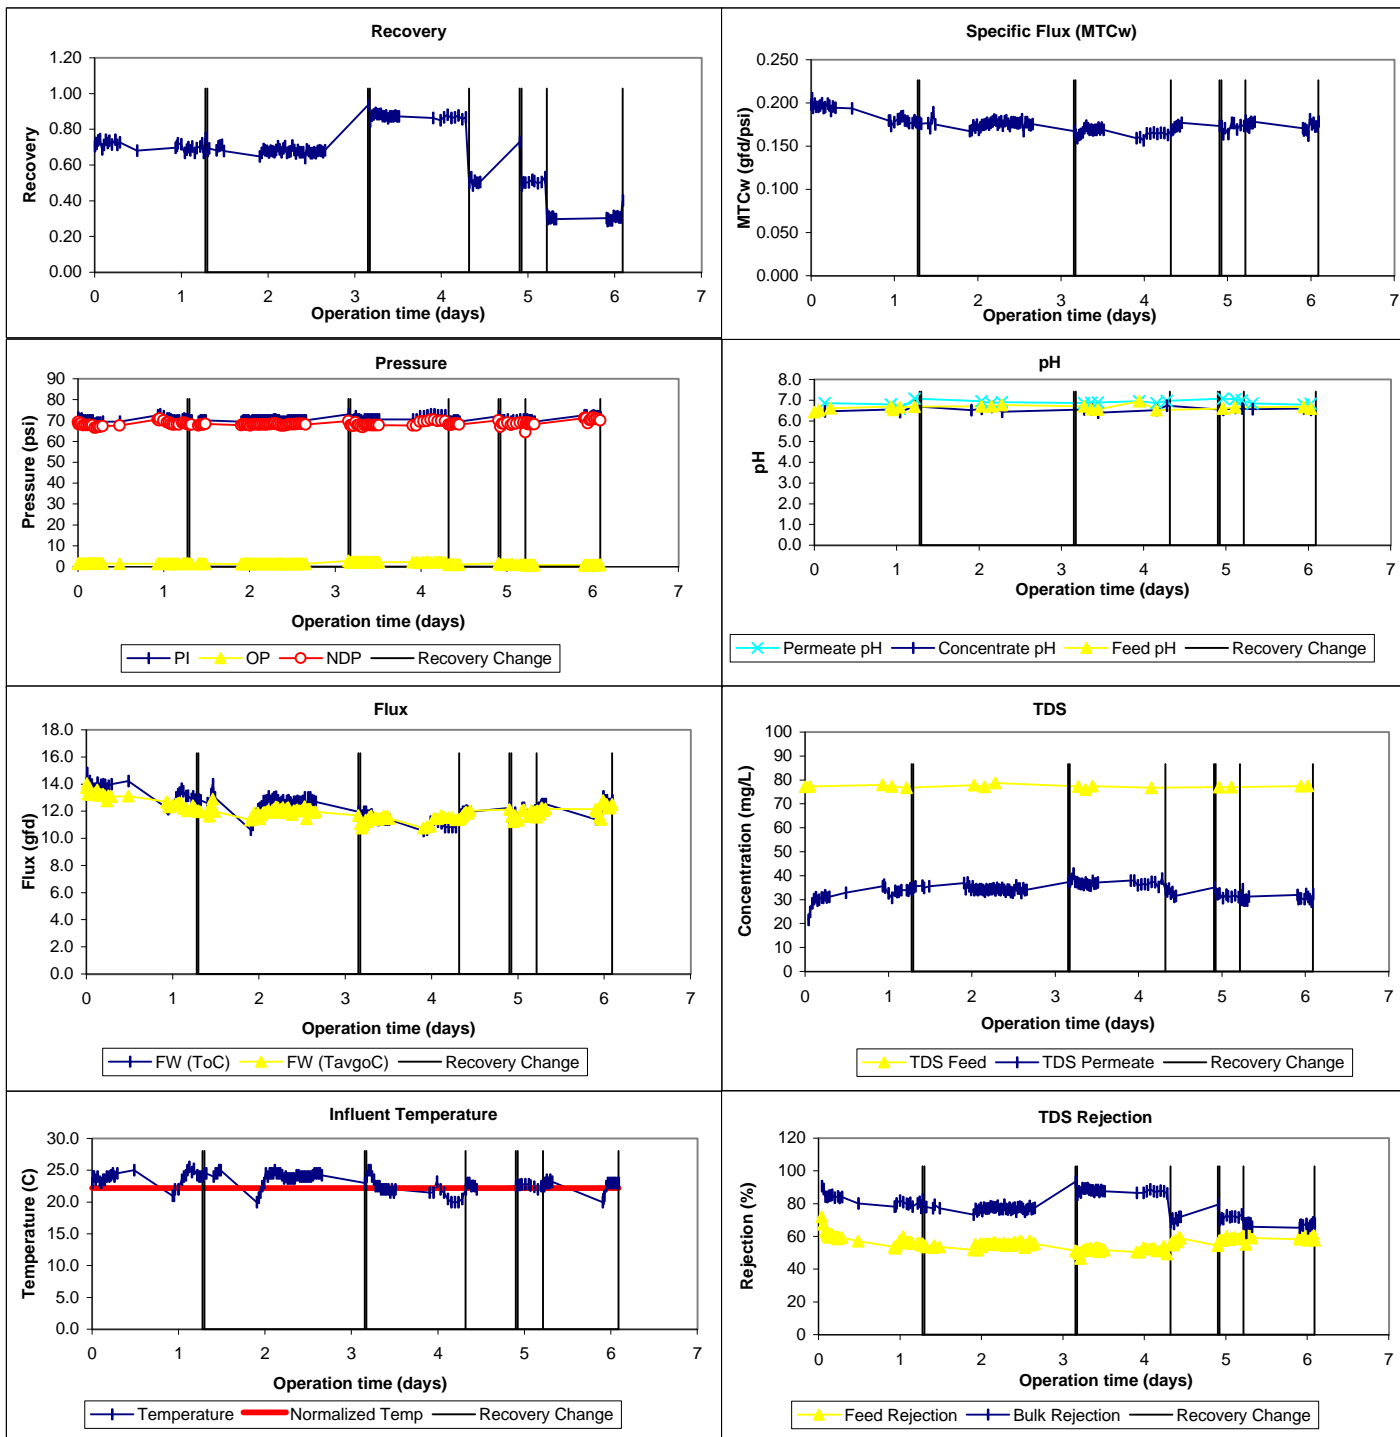 Recovery
1.20
1.00
0.80
0.60
0.40
0.20
0.00
Recovery
0 1 2 3 4 5 6 7
Operation time (days)
Specific Flux (MTCw)
0.250
0.200
0.150
0.100
0.050
0.000
MTCw (gfd/psi)
0 1 2 3 4 5 6 7
Operation time (days)
Pressure
90
80
70
60
50
40
30
20
10
0
Pressure (psi)
0 1 2 3 4 5 6 7
Operation time (days)
PI OP NDP Recovery Change
pH
8.0
7.0
6.0
5.0
4.0
3.0
2.0
1.0
0.0
pH
0 1 2 3 4 5 6 7
Operation time (days)
Permeate pH Concentrate pH Feed pH Recovery Change
Flux
18.0
16.0
14.0
12.0
10.0
8.0
6.0
4.0
2.0
0.0
Flux (gfd)
0 1 2 3 4 5 6 7
Operation time (days)
FW (ToC) FW (TavgoC) Recovery Change
TDS
100
90
80
70
60
50
40
30
20
10
0
Concentration (mg/L)
0 1 2 3 4 5 6 7
Operation time (days)
TDS Feed TDS Permeate Recovery Change
Influent Temperature
30.0
25.0
20.0
15.0
10.0
5.0
0.0
Temperature (C)
0 1 2 3 4 5 6 7
Operation time (days)
Temperature Normalized Temp Recovery Change
TDS Rejection
120
100
80
60
40
20
0
Rejection (%)
0 1 2 3 4 5 6 7
Operation time (days)
Feed Rejection Bulk Rejection Recovery Change